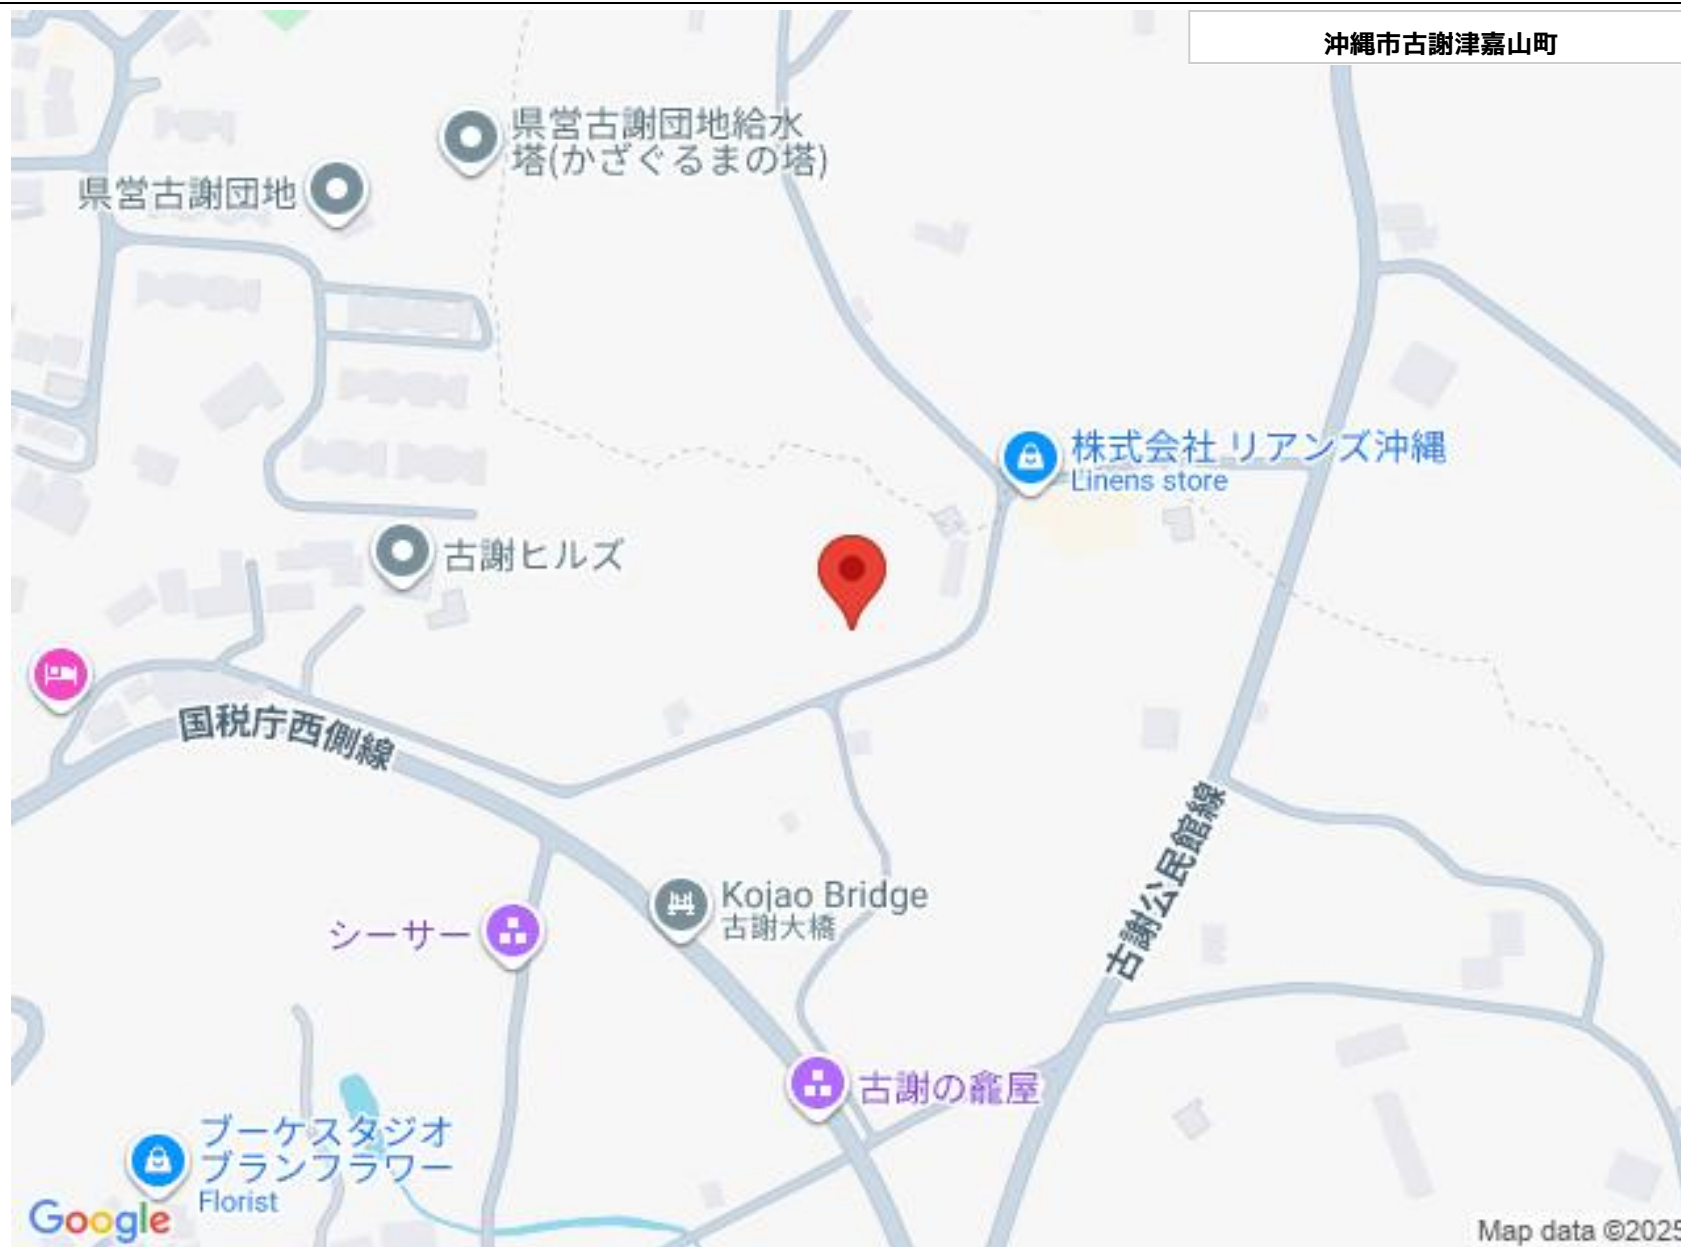 沖縄市古謝津嘉山町
県営古謝団地給水
塔(かざぐるまの塔)
県営古謝団地
株式会社 リアンズ沖縄
Linens store
古謝ヒルズ
国税庁西側線
古謝公民館線
Kojao Bridge
古謝大橋
シーサー
古謝の龕屋
ブーケスタジオ
ブランフラワー
Florist
Google
Map data ©2025